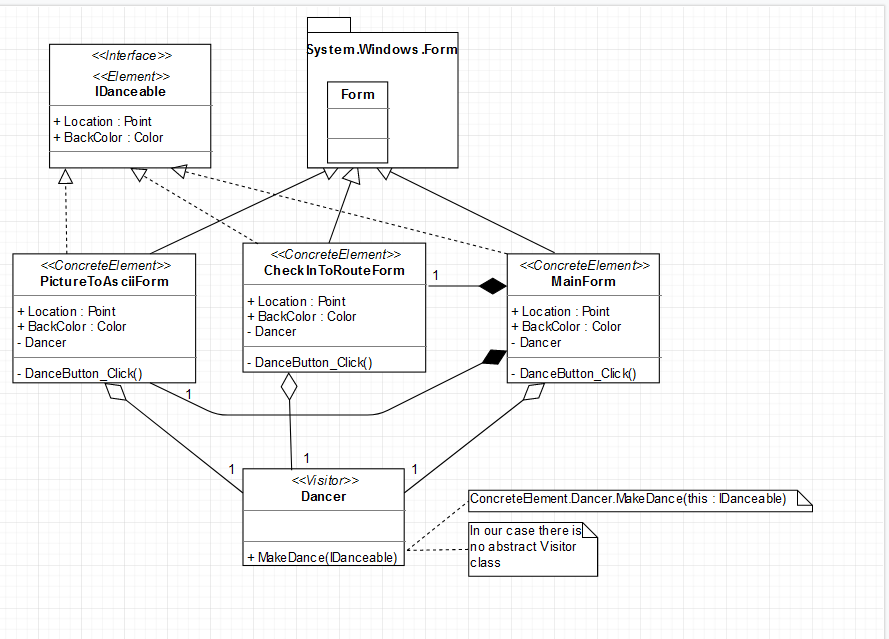 <<Interface>>
<<Element>>
IDanceable
+ Location : Point
+ BackColor : Color
System.Windows.Form
Form
<<ConcreteElement>>
PictureToAsciiForm
+ Location : Point
+ BackColor : Color
- Dancer
- DanceButton_Click()
<<ConcreteElement>>
CheckInToRouteForm
+ Location : Point
+ BackColor : Color
- Dancer
- DanceButton_Click()
1
<<ConcreteElement>>
MainForm
+ Location : Point
+ BackColor : Color
- Dancer
- DanceButton_Click()
1
1
1
1
<<Visitor>>
Dancer
+ MakeDance(IDanceable)
ConcreteElement.Dancer.MakeDance(this : IDanceable)
In our case there is
no abstract Visitor
class